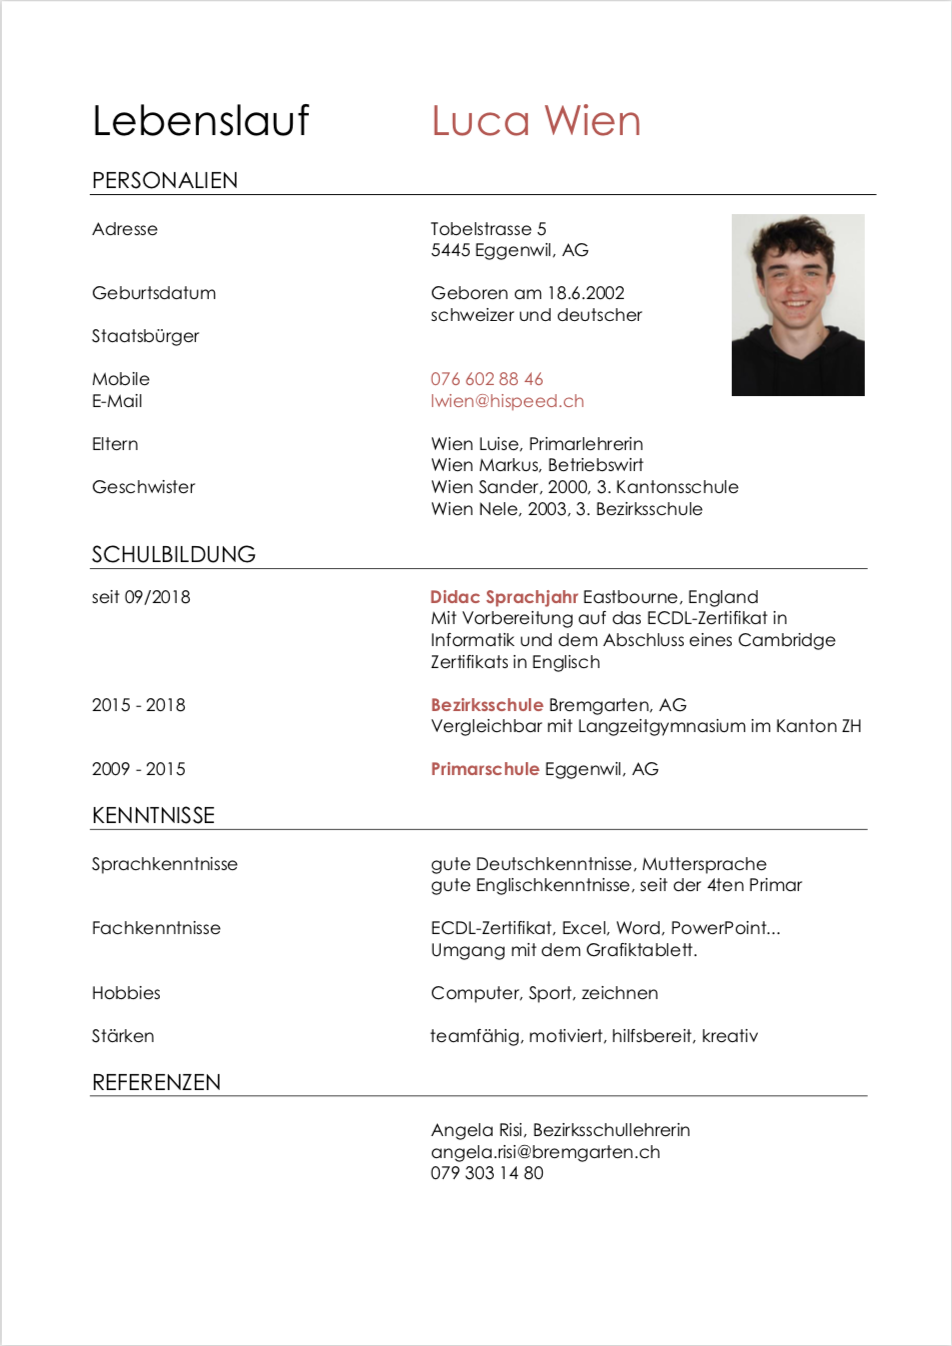 Lebenslauf Luca Wien
PERSONALIEN
Adresse Tobelstrasse 5
5445 Eggenwil, AG
Geburtsdatum Geboren am 18.6.2002
schweizer und deutscher
Staatsbürger
Mobile 076 602 88 46
E-Mail lwien@hispeed.ch
Eltern Wien Luise, Primarlehrerin
Wien Markus, Betriebswirt
Geschwister Wien Sander, 2000, 3. Kantonsschule
Wien Nele, 2003, 3. Bezirksschule
SCHULBILDUNG
seit 09/2018 Didac Sprachjahr Eastbourne, England
Mit Vorbereitung auf das ECDL-Zertifikat in
Informatik und dem Abschluss eines Cambridge
Zertifikats in Englisch
2015 - 2018 Bezirksschule Bremgarten, AG
Vergleichbar mit Langzeitgymnasium im Kanton ZH
2009 - 2015 Primarschule Eggenwil, AG
KENNTNISSE
Sprachkenntnisse gute Deutschkenntnisse, Muttersprache
gute Englischkenntnisse, seit der 4ten Primar
Fachkenntnisse ECDL-Zertifikat, Excel, Word, PowerPoint...
Umgang mit dem Grafiktablett.
Hobbies Computer, Sport, zeichnen
Stärken teamfähig, motiviert, hilfsbereit, kreativ
REFERENZEN
Angela Risi, Bezirksschullehrerin
angela.risi@bremgarten.ch
079 303 14 80